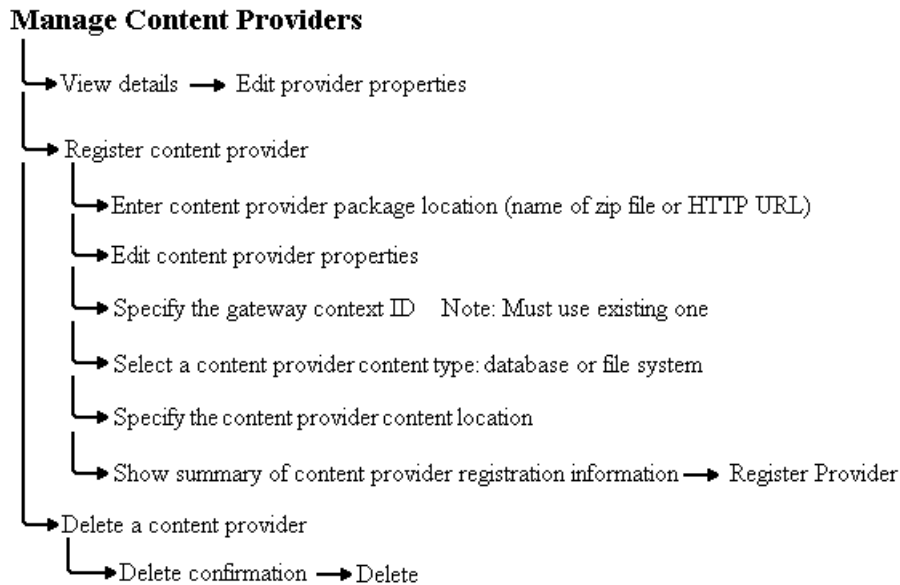 Manage Content Providers
View details Edit provider properties
Register content provider
Enter content provider package location (name of zip file or HTTP URL)
Edit content provider properties
Specify the gateway context ID Note: Must use existing one
Select a content provider content type: database or file system
Specify the content provider content location
Show summary of content provider registration information Register Provider
Delete a content provider
Delete confirmation Delete